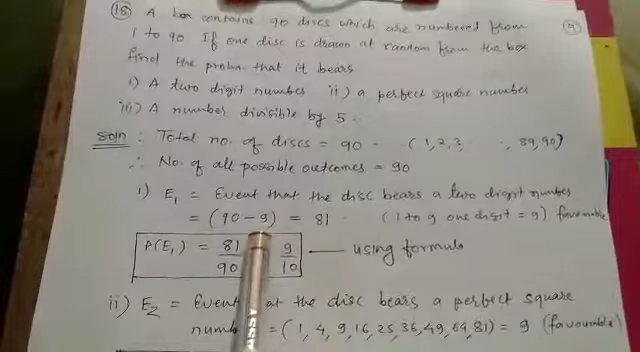 (18) A box contains 90 discs which are numbered from
1 to 90 If one disc is drawn at random from the box
find the probn. that it bears
i) A two digit number ii) a perfect square number
iii) A number divisible by 5.
(9)
Soln : Total no. of discs = 90 - (1,2,3, . . , 89,90)
∴ No. of all possible outcomes = 90
i) E₁ = Event that the disc bears a two digit number
= (90-9) = 81 (1 to 9 one digit = 9) favourable
P(E₁) = 81/90 9/10 — using formula
ii) E₂ = Event at the disc bears a perfect square
numb = (1,4,9,16,25,36,49,64,81) = 9 (favourable)